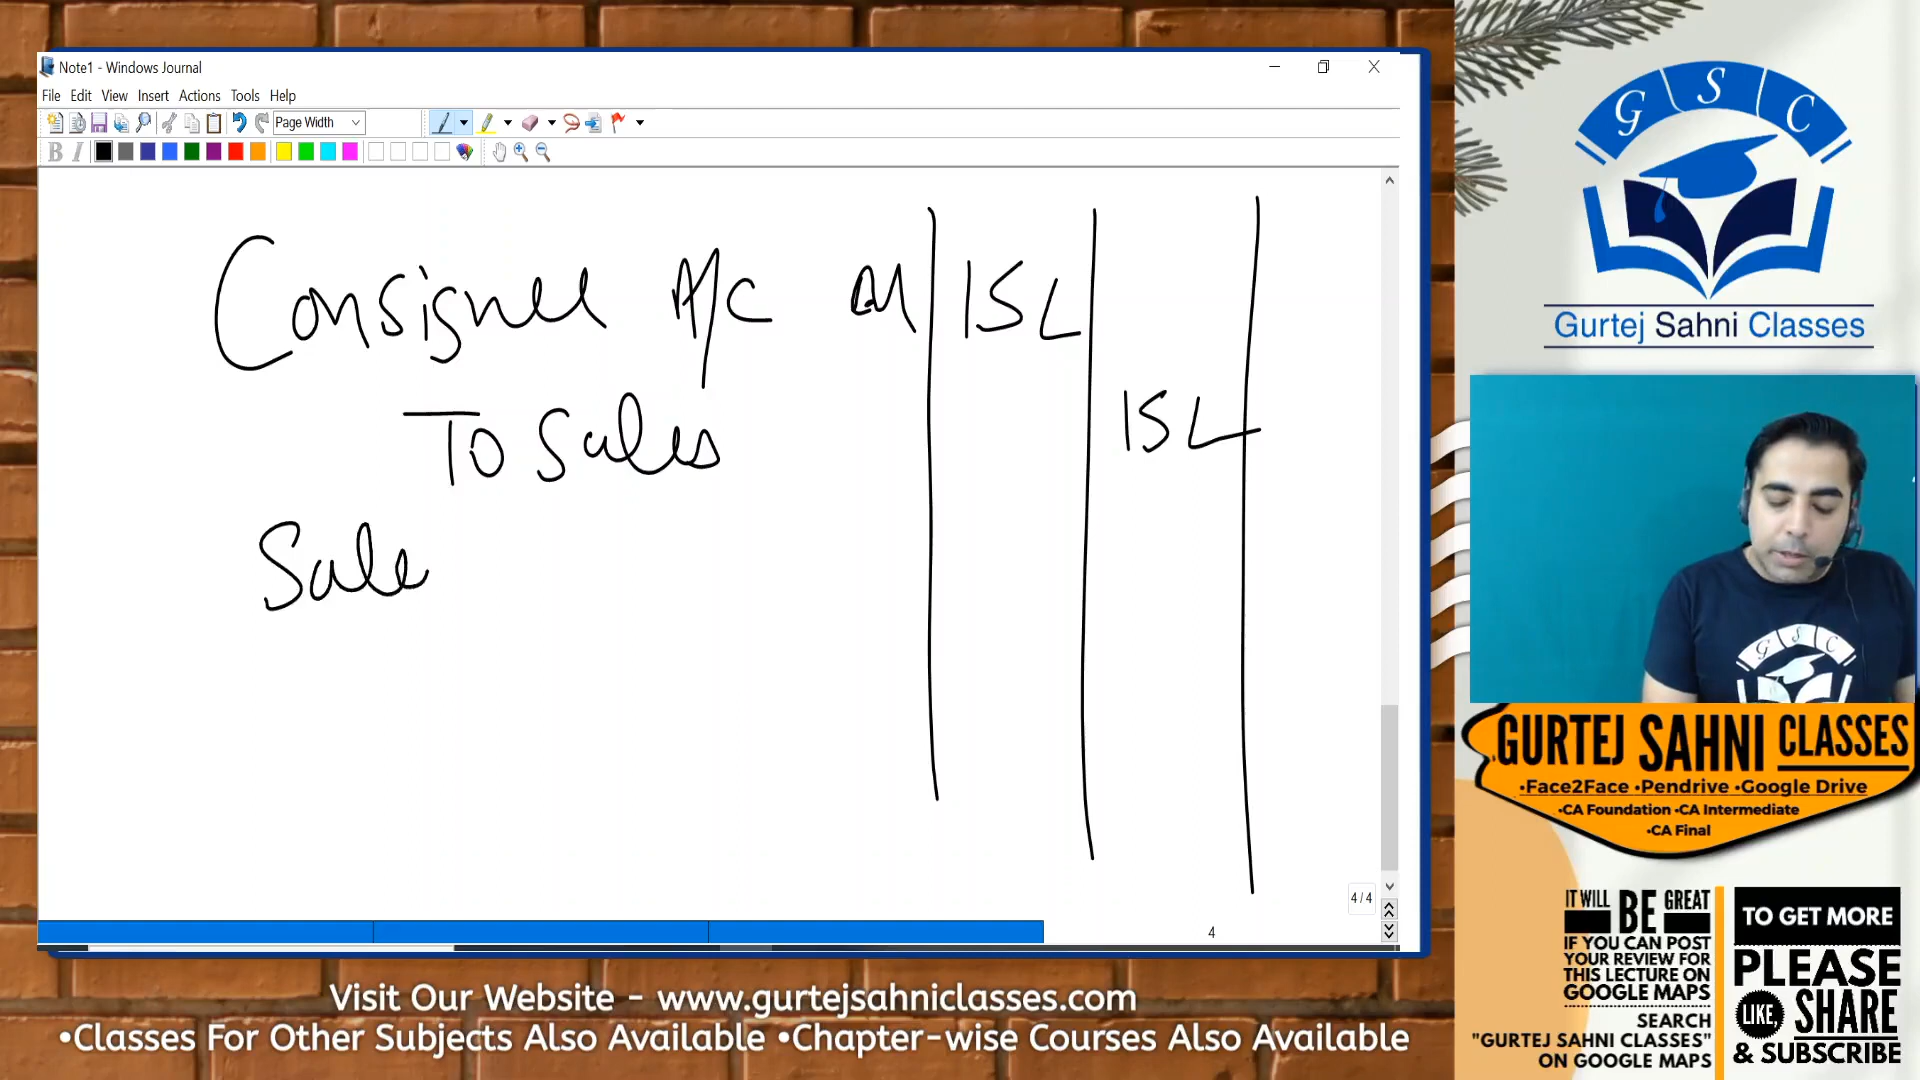 Note1 - Windows Journal
File Edit View Insert Actions Tools Help
Page Width
B I
Consignee A/C Dr 15L
To Sales 15L
Sale
4 / 4
4
G S C
Gurtej Sahni Classes
G S C
GURTEJ SAHNI CLASSES
•Face2Face •Pendrive •Google Drive
•CA Foundation •CA Intermediate
•CA Final
IT WILL BE GREAT
IF YOU CAN POST
YOUR REVIEW FOR
THIS LECTURE ON
GOOGLE MAPS
SEARCH
"GURTEJ SAHNI CLASSES"
ON GOOGLE MAPS
TO GET MORE
PLEASE
LIKE, SHARE
& SUBSCRIBE
Visit Our Website - www.gurtejsahniclasses.com
•Classes For Other Subjects Also Available •Chapter-wise Courses Also Available